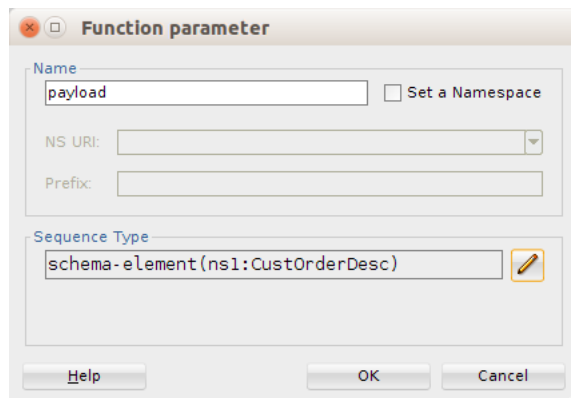 Function parameter
Name
payload
Set a Namespace
NS URI:
Prefix:
Sequence Type
schema-element(ns1:CustOrderDesc)
Help
OK
Cancel